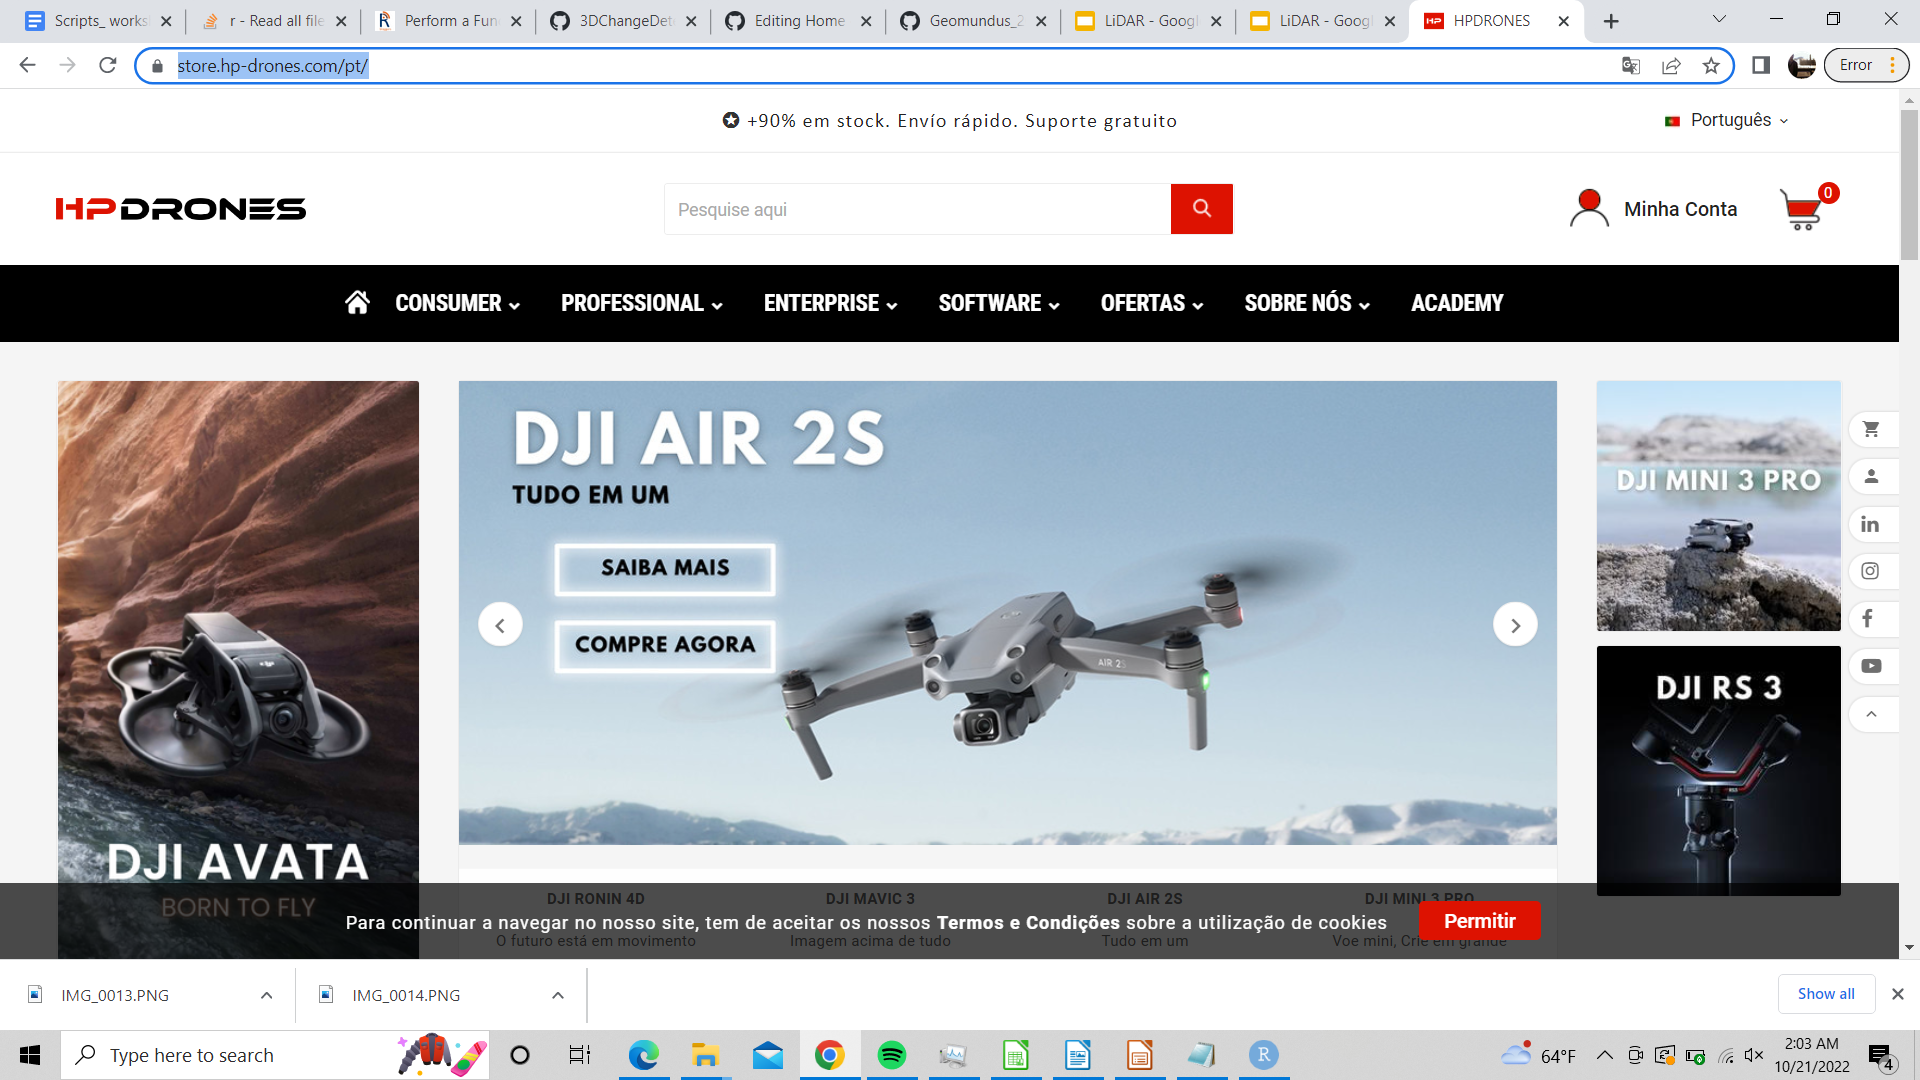 Scripts_ works
r - Read all file
Perform a Fun
3DChangeDet
Editing Home
Geomundus_2
LiDAR - Googl
LiDAR - Googl
HPDRONES
store.hp-drones.com/pt/
Error
+90% em stock. Envío rápido. Suporte gratuito
Português
HPDRONES
Pesquise aqui
Minha Conta
0
CONSUMER
PROFESSIONAL
ENTERPRISE
SOFTWARE
OFERTAS
SOBRE NÓS
ACADEMY
DJI AIR 2S
TUDO EM UM
SAIBA MAIS
COMPRE AGORA
AIR 2S
DJI MINI 3 PRO
DJI RS 3
DJI AVATA
BORN TO FLY
DJI RONIN 4D
DJI MAVIC 3
DJI AIR 2S
DJI MINI 3 PRO
Para continuar a navegar no nosso site, tem de aceitar os nossos Termos e Condições sobre a utilização de cookies
Permitir
O futuro está em movimento
Imagem acima de tudo
Tudo em um
Voe mini, Crie em grande
IMG_0013.PNG
IMG_0014.PNG
Show all
Type here to search
64°F
2:03 AM
10/21/2022
4